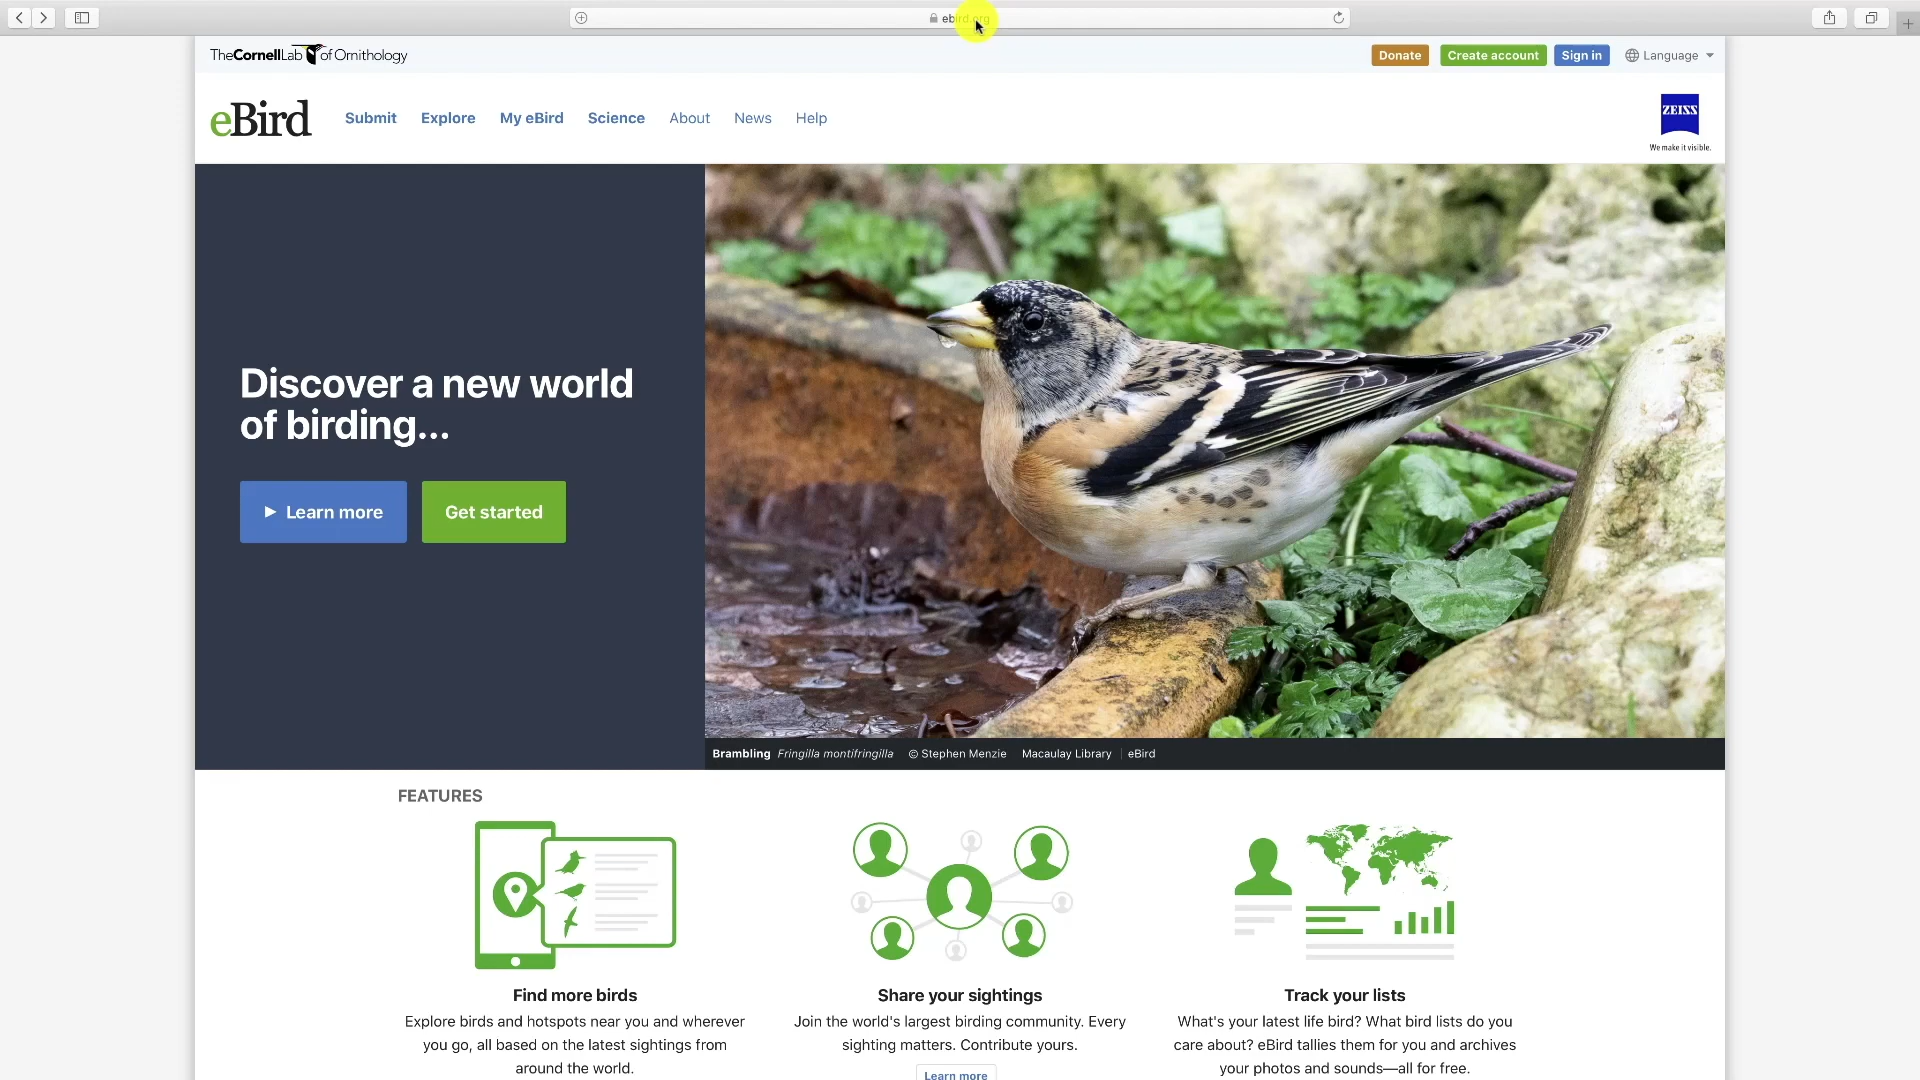 TheCornellLab of Ornithology
Donate
Create account
Sign in
Language
eBird
Submit
Explore
My eBird
Science
About
News
Help
ZEISS
We make it visible.
Discover a new world
of birding...
Learn more
Get started
Brambling Fringilla montifringilla © Stephen Menzie Macaulay Library eBird
FEATURES
Find more birds
Explore birds and hotspots near you and wherever
you go, all based on the latest sightings from
around the world.
Share your sightings
Join the world's largest birding community. Every
sighting matters. Contribute yours.
Learn more
Track your lists
What's your latest life bird? What bird lists do you
care about? eBird tallies them for you and archives
your photos and sounds—all for free.